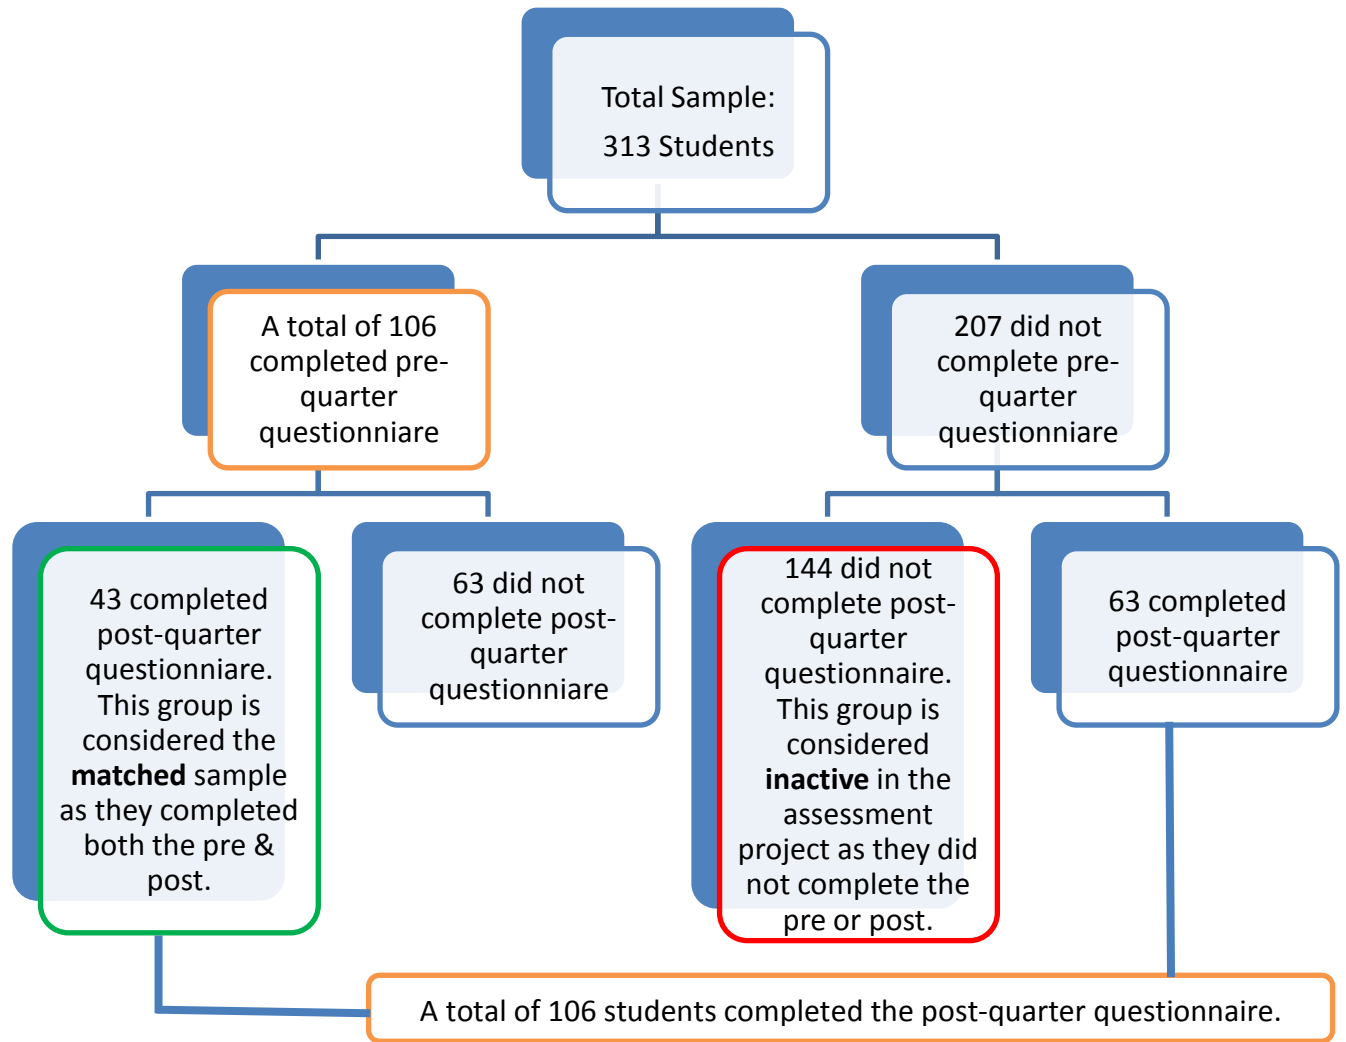 Total Sample:
313 Students
A total of 106
completed pre-
quarter
questionniare
207 did not
complete pre-
quarter
questionniare
43 completed
post-quarter
questionniare.
This group is
considered the
matched sample
as they completed
both the pre &
post.
63 did not
complete post-
quarter
questionniare
144 did not
complete post-
quarter
questionnaire.
This group is
considered
inactive in the
assessment
project as they did
not complete the
pre or post.
63 completed
post-quarter
questionnaire
A total of 106 students completed the post-quarter questionnaire.